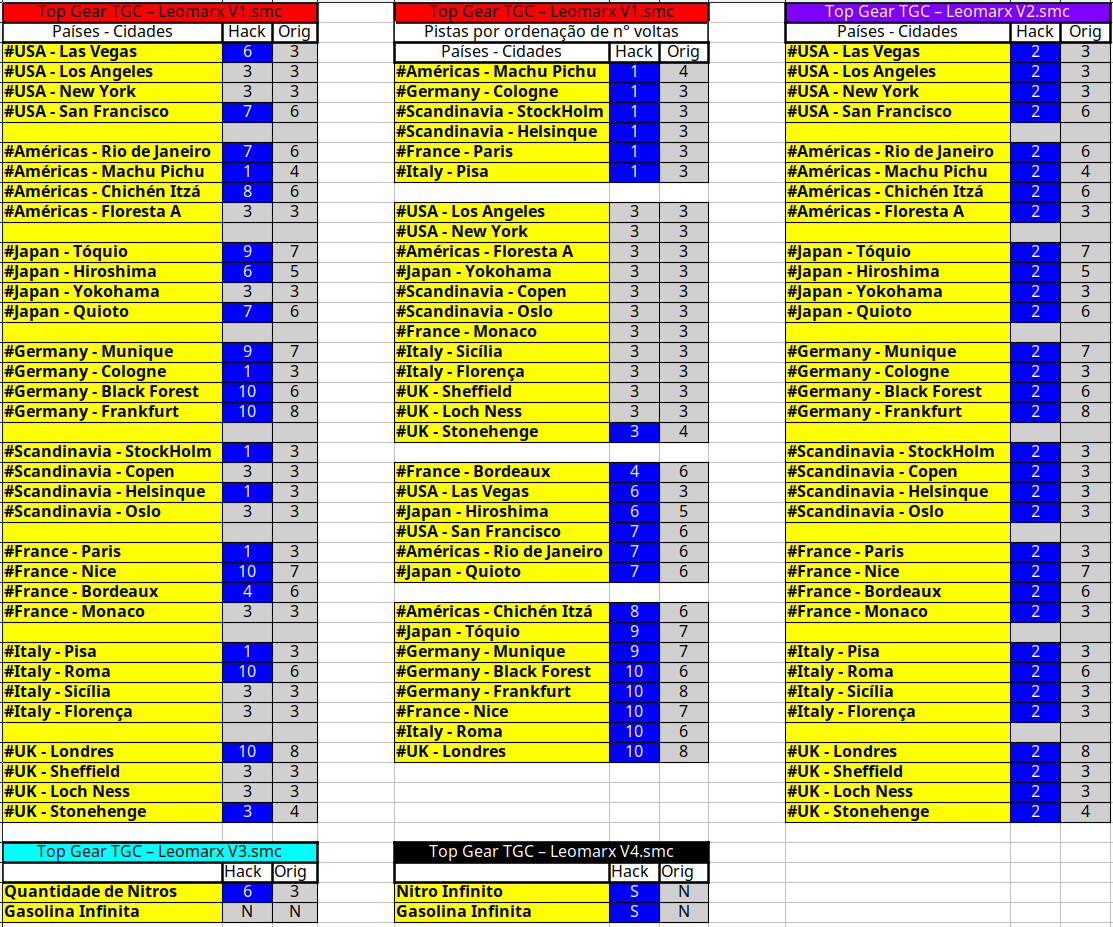 Top Gear TGC – Leomarx V1.smc
Países - Cidades Hack Orig
#USA - Las Vegas 6 3
#USA - Los Angeles 3 3
#USA - New York 3 3
#USA - San Francisco 7 6
#Américas - Rio de Janeiro 7 6
#Américas - Machu Pichu 1 4
#Américas - Chichén Itzá 8 6
#Américas - Floresta A 3 3
#Japan - Tóquio 9 7
#Japan - Hiroshima 6 5
#Japan - Yokohama 3 3
#Japan - Quioto 7 6
#Germany - Munique 9 7
#Germany - Cologne 1 3
#Germany - Black Forest 10 6
#Germany - Frankfurt 10 8
#Scandinavia - StockHolm 1 3
#Scandinavia - Copen 3 3
#Scandinavia - Helsinque 1 3
#Scandinavia - Oslo 3 3
#France - Paris 1 3
#France - Nice 10 7
#France - Bordeaux 4 6
#France - Monaco 3 3
#Italy - Pisa 1 3
#Italy - Roma 10 6
#Italy - Sicília 3 3
#Italy - Florença 3 3
#UK - Londres 10 8
#UK - Sheffield 3 3
#UK - Loch Ness 3 3
#UK - Stonehenge 3 4
Top Gear TGC – Leomarx V1.smc
Pistas por ordenação de n° voltas
Países - Cidades Hack Orig
#Américas - Machu Pichu 1 4
#Germany - Cologne 1 3
#Scandinavia - StockHolm 1 3
#Scandinavia - Helsinque 1 3
#France - Paris 1 3
#Italy - Pisa 1 3
#USA - Los Angeles 3 3
#USA - New York 3 3
#Américas - Floresta A 3 3
#Japan - Yokohama 3 3
#Scandinavia - Copen 3 3
#Scandinavia - Oslo 3 3
#France - Monaco 3 3
#Italy - Sicília 3 3
#Italy - Florença 3 3
#UK - Sheffield 3 3
#UK - Loch Ness 3 3
#UK - Stonehenge 3 4
#France - Bordeaux 4 6
#USA - Las Vegas 6 3
#Japan - Hiroshima 6 5
#USA - San Francisco 7 6
#Américas - Rio de Janeiro 7 6
#Japan - Quioto 7 6
#Américas - Chichén Itzá 8 6
#Japan - Tóquio 9 7
#Germany - Munique 9 7
#Germany - Black Forest 10 6
#Germany - Frankfurt 10 8
#France - Nice 10 7
#Italy - Roma 10 6
#UK - Londres 10 8
Top Gear TGC – Leomarx V2.smc
Países - Cidades Hack Orig
#USA - Las Vegas 2 3
#USA - Los Angeles 2 3
#USA - New York 2 3
#USA - San Francisco 2 6
#Américas - Rio de Janeiro 2 6
#Américas - Machu Pichu 2 4
#Américas - Chichén Itzá 2 6
#Américas - Floresta A 2 3
#Japan - Tóquio 2 7
#Japan - Hiroshima 2 5
#Japan - Yokohama 2 3
#Japan - Quioto 2 6
#Germany - Munique 2 7
#Germany - Cologne 2 3
#Germany - Black Forest 2 6
#Germany - Frankfurt 2 8
#Scandinavia - StockHolm 2 3
#Scandinavia - Copen 2 3
#Scandinavia - Helsinque 2 3
#Scandinavia - Oslo 2 3
#France - Paris 2 3
#France - Nice 2 7
#France - Bordeaux 2 6
#France - Monaco 2 3
#Italy - Pisa 2 3
#Italy - Roma 2 6
#Italy - Sicília 2 3
#Italy - Florença 2 3
#UK - Londres 2 8
#UK - Sheffield 2 3
#UK - Loch Ness 2 3
#UK - Stonehenge 2 4
Top Gear TGC – Leomarx V3.smc
Hack Orig
Quantidade de Nitros 6 3
Gasolina Infinita N N
Top Gear TGC – Leomarx V4.smc
Hack Orig
Nitro Infinito S N
Gasolina Infinita S N